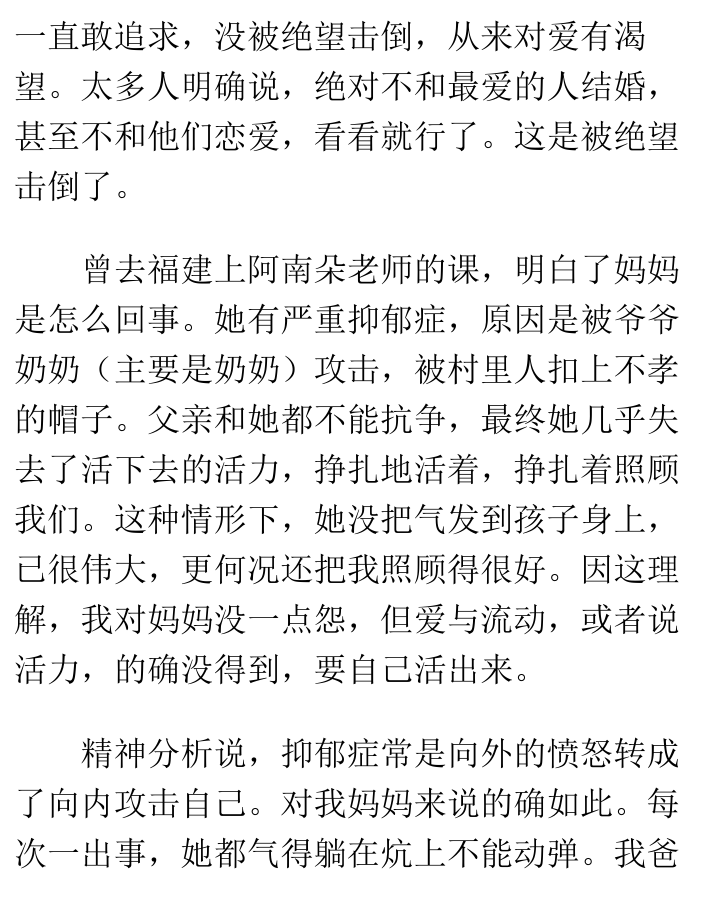 一直敢追求，没被绝望击倒，从来对爱有渴
望。太多人明确说，绝对不和最爱的人结婚，
甚至不和他们恋爱，看看就行了。这是被绝望
击倒了。
曾去福建上阿南朵老师的课，明白了妈妈
是怎么回事。她有严重抑郁症，原因是被爷爷
奶奶（主要是奶奶）攻击，被村里人扣上不孝
的帽子。父亲和她都不能抗争，最终她几乎失
去了活下去的活力，挣扎地活着，挣扎着照顾
我们。这种情形下，她没把气发到孩子身上，
已很伟大，更何况还把我照顾得很好。因这理
解，我对妈妈没一点怨，但爱与流动，或者说
活力，的确没得到，要自己活出来。
精神分析说，抑郁症常是向外的愤怒转成
了向内攻击自己。对我妈妈来说的确如此。每
次一出事，她都气得躺在炕上不能动弹。我爸